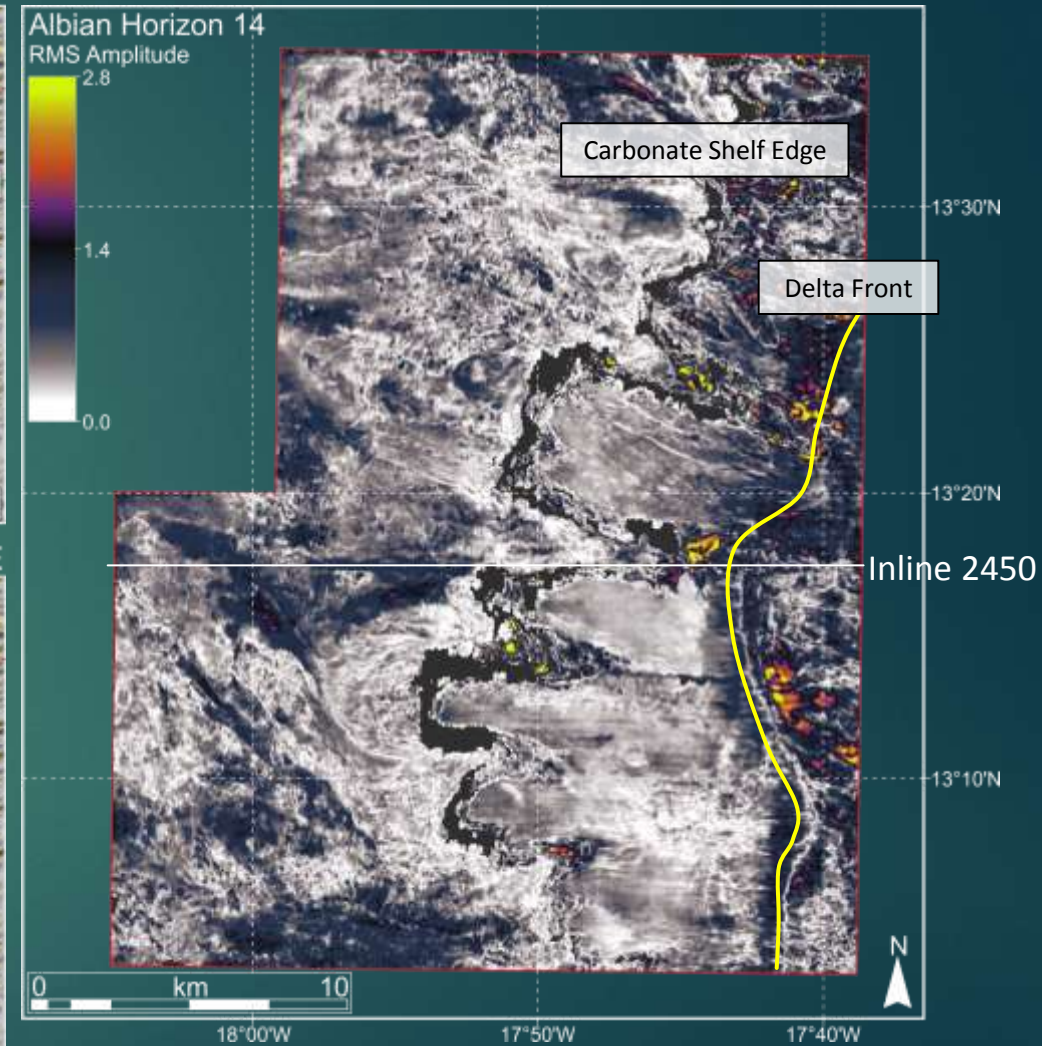 Albian Horizon 14
RMS Amplitude
2.8
1.4
0.0
Carbonate Shelf Edge
13°30'N
Delta Front
13°20'N
Inline 2450
13°10'N
N
0 km 10
18°00'W 17°50'W 17°40'W